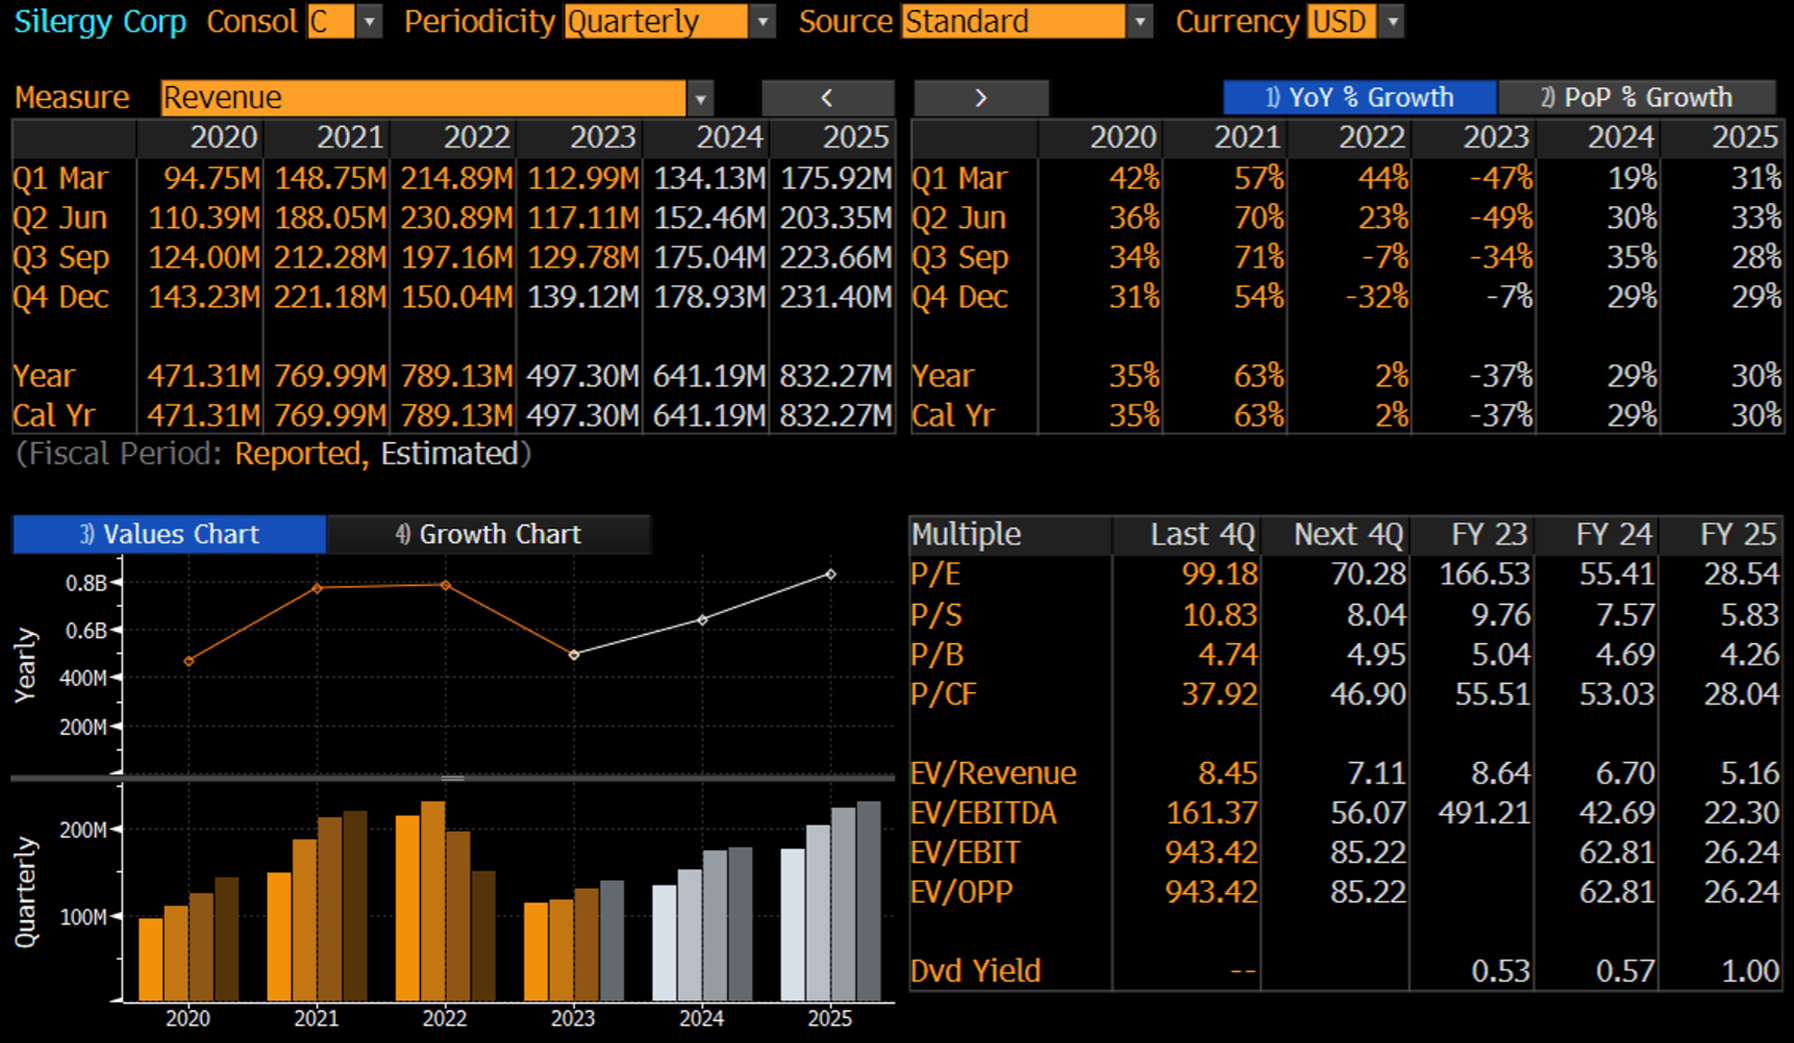 Silergy Corp Consol C Periodicity Quarterly Source Standard Currency USD
Measure Revenue < > 1) YoY % Growth 2) PoP % Growth
2020 2021 2022 2023 2024 2025 2020 2021 2022 2023 2024 2025
Q1 Mar 94.75M 148.75M 214.89M 112.99M 134.13M 175.92M Q1 Mar 42% 57% 44% -47% 19% 31%
Q2 Jun 110.39M 188.05M 230.89M 117.11M 152.46M 203.35M Q2 Jun 36% 70% 23% -49% 30% 33%
Q3 Sep 124.00M 212.28M 197.16M 129.78M 175.04M 223.66M Q3 Sep 34% 71% -7% -34% 35% 28%
Q4 Dec 143.23M 221.18M 150.04M 139.12M 178.93M 231.40M Q4 Dec 31% 54% -32% -7% 29% 29%
Year 471.31M 769.99M 789.13M 497.30M 641.19M 832.27M Year 35% 63% 2% -37% 29% 30%
Cal Yr 471.31M 769.99M 789.13M 497.30M 641.19M 832.27M Cal Yr 35% 63% 2% -37% 29% 30%
(Fiscal Period: Reported, Estimated)
3) Values Chart 4) Growth Chart
Yearly
0.8B
0.6B
400M
200M
Quarterly
200M
100M
2020 2021 2022 2023 2024 2025
Multiple Last 4Q Next 4Q FY 23 FY 24 FY 25
P/E 99.18 70.28 166.53 55.41 28.54
P/S 10.83 8.04 9.76 7.57 5.83
P/B 4.74 4.95 5.04 4.69 4.26
P/CF 37.92 46.90 55.51 53.03 28.04
EV/Revenue 8.45 7.11 8.64 6.70 5.16
EV/EBITDA 161.37 56.07 491.21 42.69 22.30
EV/EBIT 943.42 85.22 62.81 26.24
EV/OPP 943.42 85.22 62.81 26.24
Dvd Yield -- 0.53 0.57 1.00